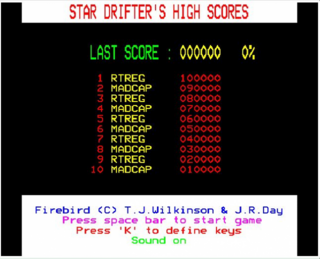 STAR DRIFTER'S HIGH SCORES
LAST SCORE : 000000 0%
1 RTREG 100000
2 MADCAP 090000
3 RTREG 080000
4 MADCAP 070000
5 RTREG 060000
6 MADCAP 050000
7 RTREG 040000
8 MADCAP 030000
9 RTREG 020000
10 MADCAP 010000
Firebird (C) T.J.Wilkinson & J.R.Day
Press space bar to start game
Press 'K' to define keys
Sound on